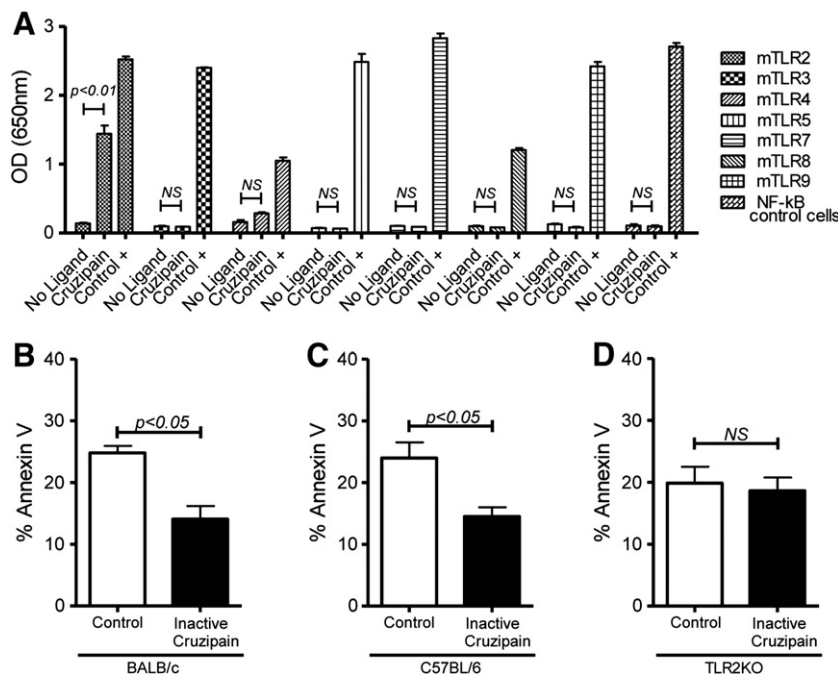 A
OD (650nm)
3
2
1
0
p<0.01
NS
NS
NS
NS
NS
NS
NS
No Ligand
Cruzipain
Control +
No Ligand
Cruzipain
Control +
No Ligand
Cruzipain
Control +
No Ligand
Cruzipain
Control +
No Ligand
Cruzipain
Control +
No Ligand
Cruzipain
Control +
No Ligand
Cruzipain
Control +
No Ligand
Cruzipain
Control +
mTLR2
mTLR3
mTLR4
mTLR5
mTLR7
mTLR8
mTLR9
NF-kB
control cells
B
% Annexin V
40
30
20
10
0
p<0.05
Control
Inactive
Cruzipain
BALB/c
C
% Annexin V
40
30
20
10
0
p<0.05
Control
Inactive
Cruzipain
C57BL/6
D
% Annexin V
40
30
20
10
0
NS
Control
Inactive
Cruzipain
TLR2KO